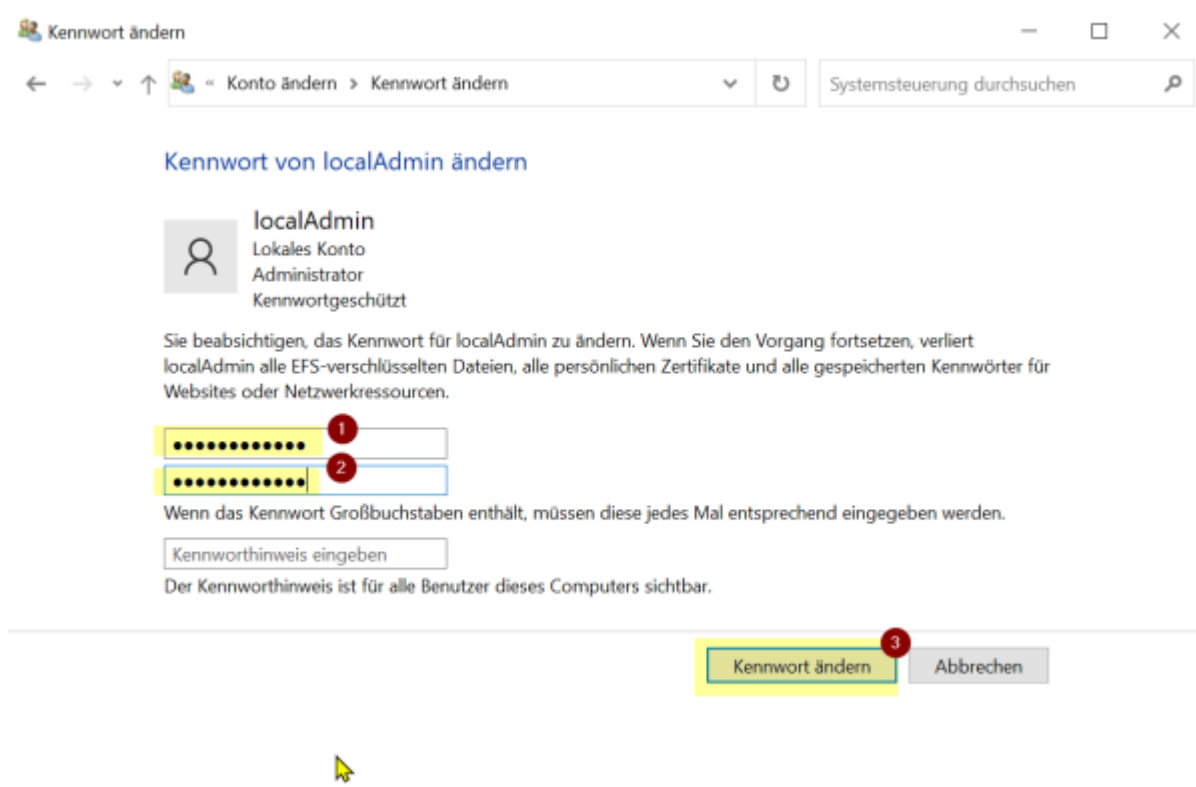 Kennwort ändern
« Konto ändern > Kennwort ändern
Systemsteuerung durchsuchen
Kennwort von localAdmin ändern
localAdmin
Lokales Konto
Administrator
Kennwortgeschützt
Sie beabsichtigen, das Kennwort für localAdmin zu ändern. Wenn Sie den Vorgang fortsetzen, verliert
localAdmin alle EFS-verschlüsselten Dateien, alle persönlichen Zertifikate und alle gespeicherten Kennwörter für
Websites oder Netzwerkressourcen.
●●●●●●●●●●●● 1
●●●●●●●●●●●● 2
Wenn das Kennwort Großbuchstaben enthält, müssen diese jedes Mal entsprechend eingegeben werden.
Kennworthinweis eingeben
Der Kennworthinweis ist für alle Benutzer dieses Computers sichtbar.
3
Kennwort ändern Abbrechen